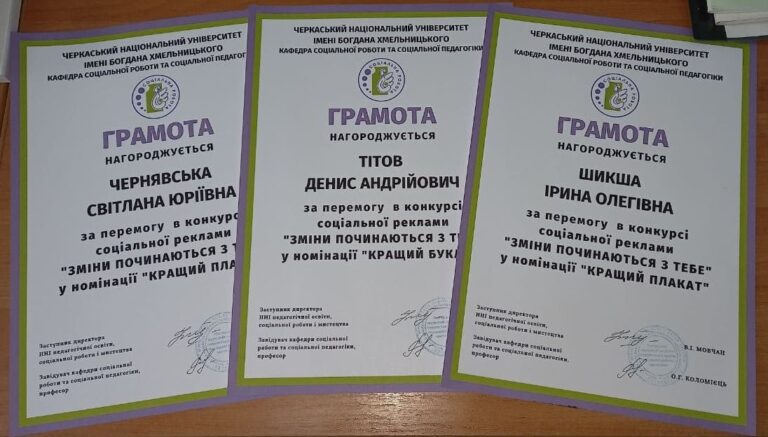 ЧЕРКАСЬКИЙ НАЦІОНАЛЬНИЙ УНІВЕРСИТЕТ
ІМЕНІ БОГДАНА ХМЕЛЬНИЦЬКОГО
КАФЕДРА СОЦІАЛЬНОЇ РОБОТИ ТА СОЦІАЛЬНОЇ ПЕДАГОГІКИ
СОЦІАЛЬНА РОБОТА
ГРАМОТА
НАГОРОДЖУЄТЬСЯ
ЧЕРНЯВСЬКА
СВІТЛАНА ЮРІЇВНА
за перемогу в конкурсі
соціальної реклами
"ЗМІНИ ПОЧИНАЮТЬСЯ З
у номінації "КРАЩИЙ
Заступник директора
ННІ педагогічної освіти,
соціальної роботи і мистецтва
Завідувач кафедри соціальної
роботи та соціальної педагогіки,
професор
ЧЕРКАСЬКИЙ НАЦІОНАЛЬНИЙ УНІВЕРСИТЕТ
ІМЕНІ БОГДАНА ХМЕЛЬНИЦЬКОГО
КАФЕДРА СОЦІАЛЬНОЇ РОБОТИ ТА СОЦІАЛЬНОЇ ПЕДАГОГІКИ
СОЦІАЛЬНА РОБОТА
ГРАМОТА
НАГОРОДЖУЄТЬСЯ
ТІТОВ
ДЕНИС АНДРІЙОВИЧ
за перемогу в конкурсі
соціальної реклами
"ЗМІНИ ПОЧИНАЮТЬСЯ З
у номінації "КРАЩИЙ
Заступник директора
ННІ педагогічної освіти,
соціальної роботи і мистецтва
Завідувач кафедри соціальної
роботи та соціальної педагогіки,
професор
ЧЕРКАСЬКИЙ НАЦІОНАЛЬНИЙ УНІВЕРСИТЕТ
ІМЕНІ БОГДАНА ХМЕЛЬНИЦЬКОГО
КАФЕДРА СОЦІАЛЬНОЇ РОБОТИ ТА СОЦІАЛЬНОЇ ПЕДАГОГІКИ
СОЦІАЛЬНА РОБОТА
ГРАМОТА
НАГОРОДЖУЄТЬСЯ
ШИКША
ІРИНА ОЛЕГІВНА
за перемогу в конкурсі
соціальної реклами
"ЗМІНИ ПОЧИНАЮТЬСЯ З ТЕБЕ"
у номінації "КРАЩИЙ ПЛАКАТ"
Заступник директора
ННІ педагогічної освіти,
соціальної роботи і мистецтва
В.І. МОВЧАН
Завідувач кафедри соціальної
роботи та соціальної педагогіки,
професор
О.Г. КОЛОМІЄЦЬ